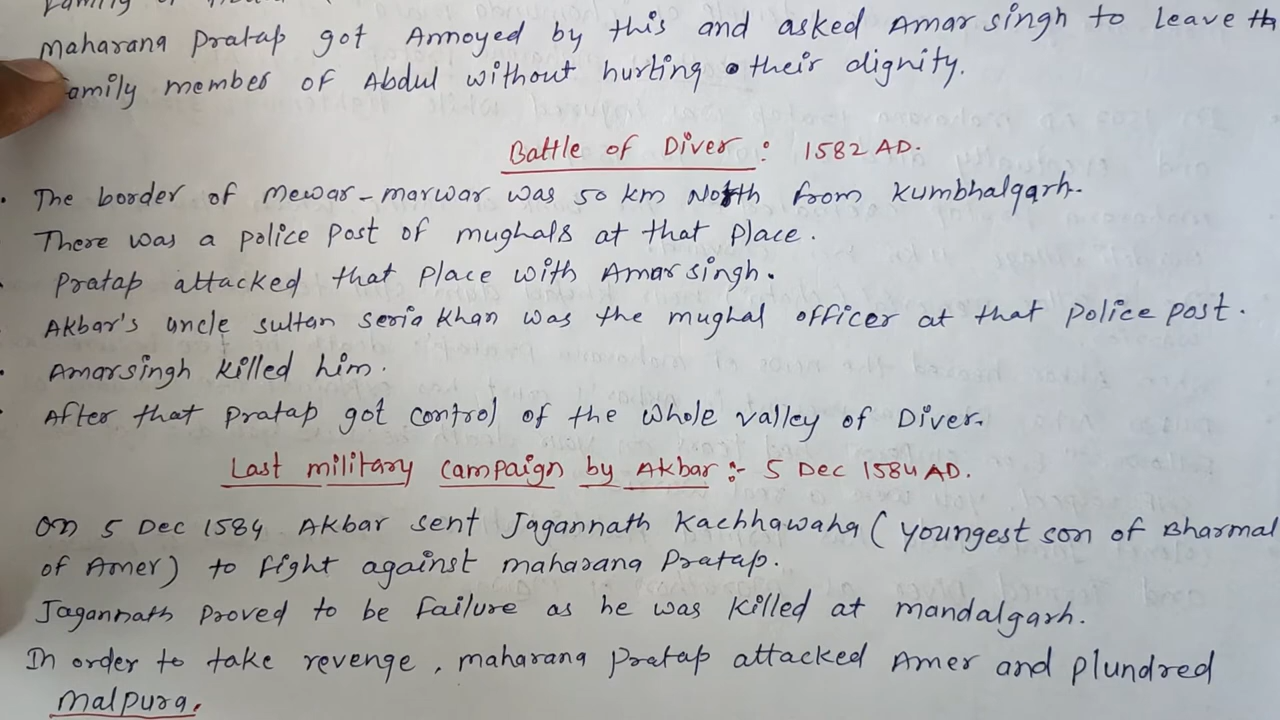 Maharana Pratap got Annoyed by this and asked Amarsingh to leave th
family member of Abdul without hurting their dignity.
Battle of Diver : 1582 AD.
• The border of Mewar-marwar was 50 km North from Kumbhalgarh.
There was a police post of mughals at that place.
• Pratap attacked that place with Amarsingh.
• Akbar's uncle sultan seria khan was the mughal officer at that police post.
• Amarsingh killed him.
• After that Pratap got control of the whole valley of Diver.
Last military campaign by Akbar :- 5 Dec 1584 AD.
On 5 Dec 1584 Akbar sent Jagannath Kachhawaha (youngest son of Bharmal
of Amer) to fight against maharana Pratap.
Jagannath proved to be failure as he was killed at mandalgarh.
In order to take revenge, maharana Pratap attacked Amer and plundred
Malpura.